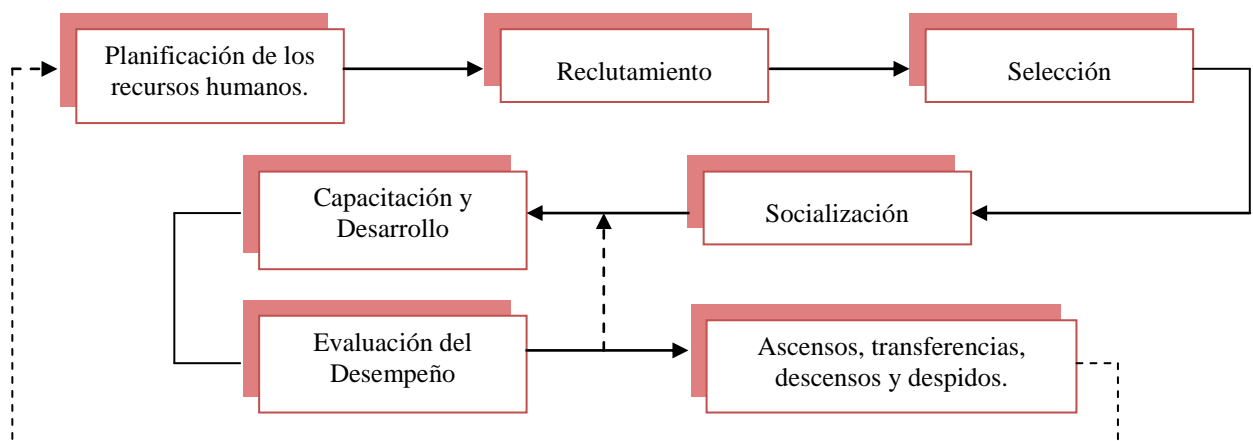 Planificación de los
recursos humanos.
Reclutamiento
Selección
Capacitación y
Desarrollo
Socialización
Evaluación del
Desempeño
Ascensos, transferencias,
descensos y despidos.